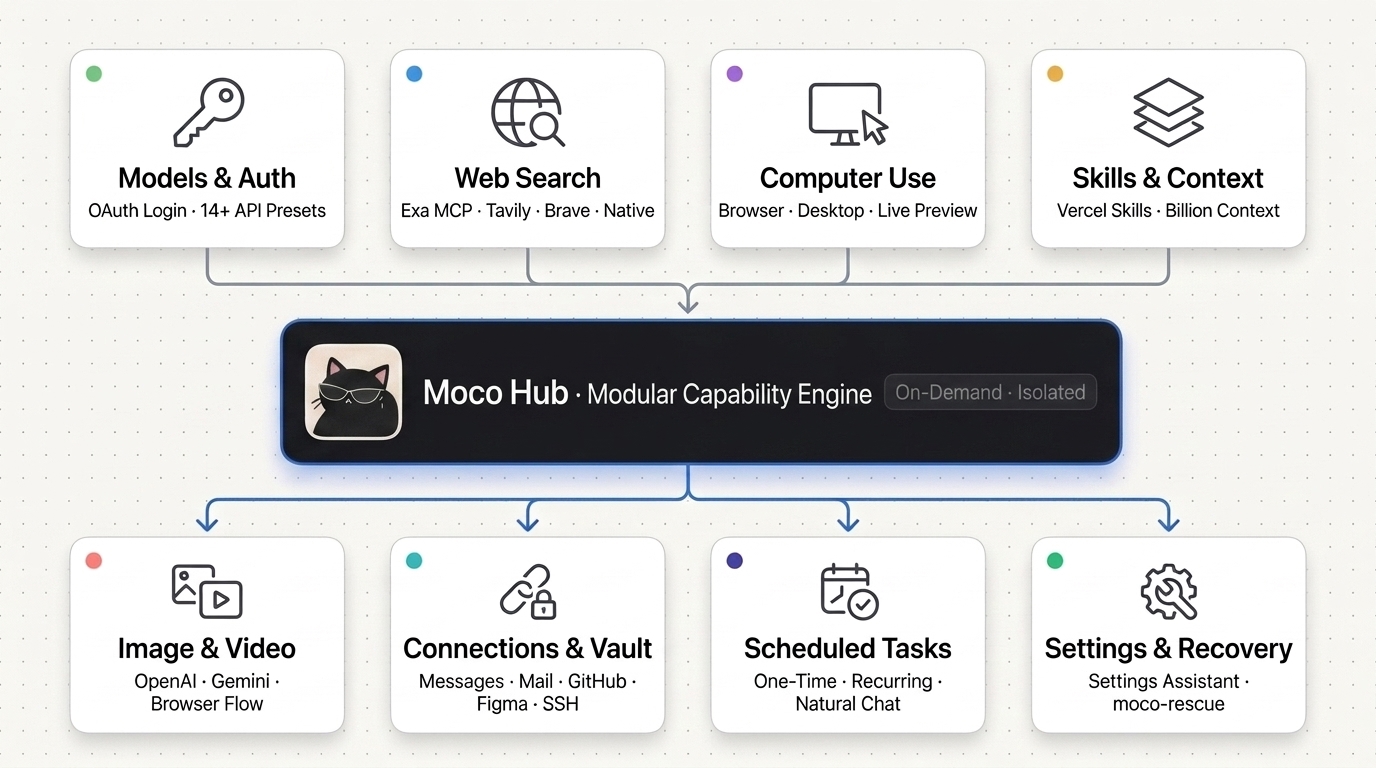 Models & Auth
OAuth Login · 14+ API Presets
Web Search
Exa MCP · Tavily · Brave · Native
Computer Use
Browser · Desktop · Live Preview
Skills & Context
Vercel Skills · Billion Context
Moco Hub · Modular Capability Engine
On-Demand · Isolated
Image & Video
OpenAI · Gemini ·
Browser Flow
Connections & Vault
Messages · Mail · GitHub ·
Figma · SSH
Scheduled Tasks
One-Time · Recurring ·
Natural Chat
Settings & Recovery
Settings Assistant ·
moco-rescue